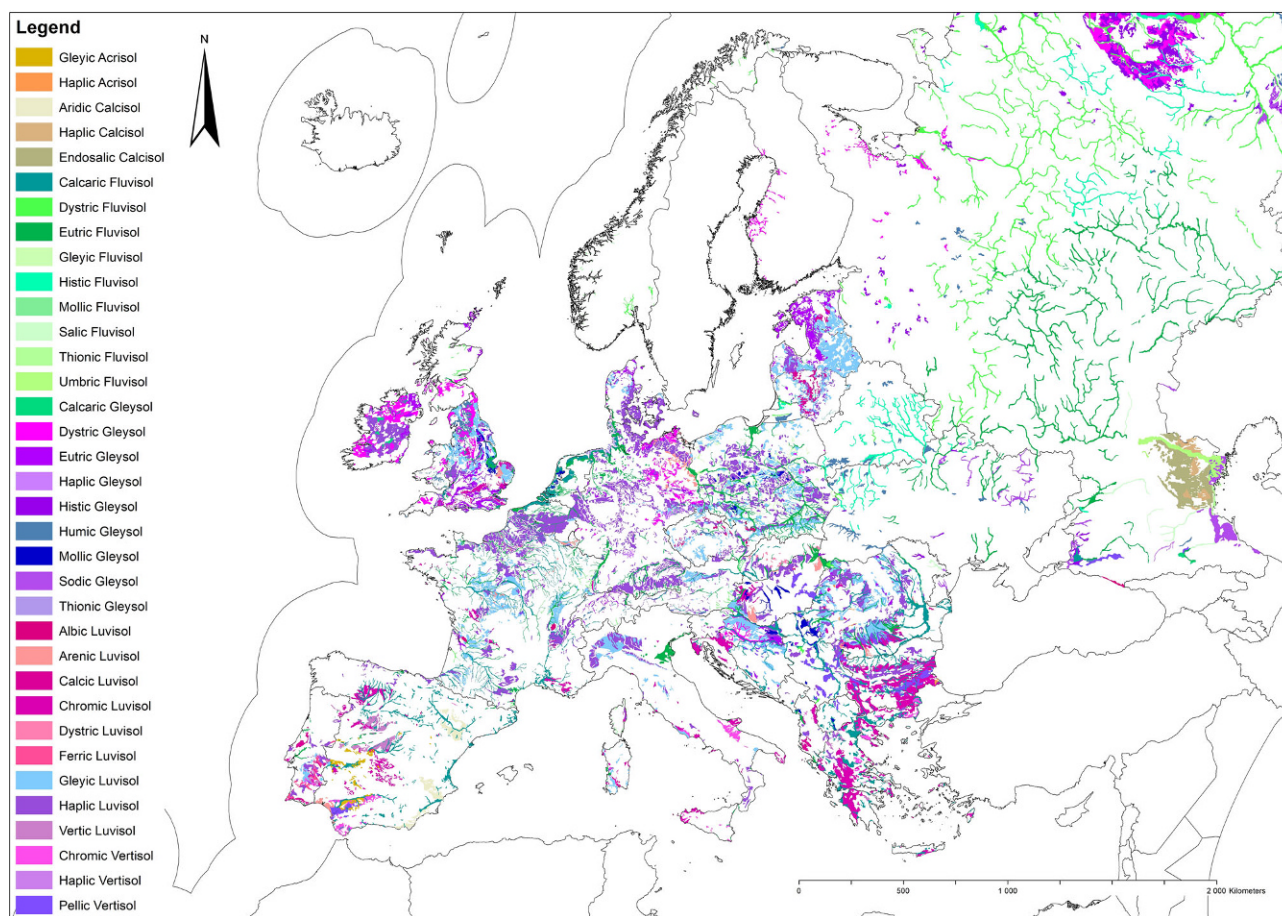 Legend
N
Gleyic Acrisol
Haplic Acrisol
Aridic Calcisol
Haplic Calcisol
Endosalic Calcisol
Calcaric Fluvisol
Dystric Fluvisol
Eutric Fluvisol
Gleyic Fluvisol
Histic Fluvisol
Mollic Fluvisol
Salic Fluvisol
Thionic Fluvisol
Umbric Fluvisol
Calcaric Gleysol
Dystric Gleysol
Eutric Gleysol
Haplic Gleysol
Histic Gleysol
Humic Gleysol
Mollic Gleysol
Sodic Gleysol
Thionic Gleysol
Albic Luvisol
Arenic Luvisol
Calcic Luvisol
Chromic Luvisol
Dystric Luvisol
Ferric Luvisol
Gleyic Luvisol
Haplic Luvisol
Vertic Luvisol
Chromic Vertisol
Haplic Vertisol
Pellic Vertisol
0 500 1 000 2 000 Kilometers